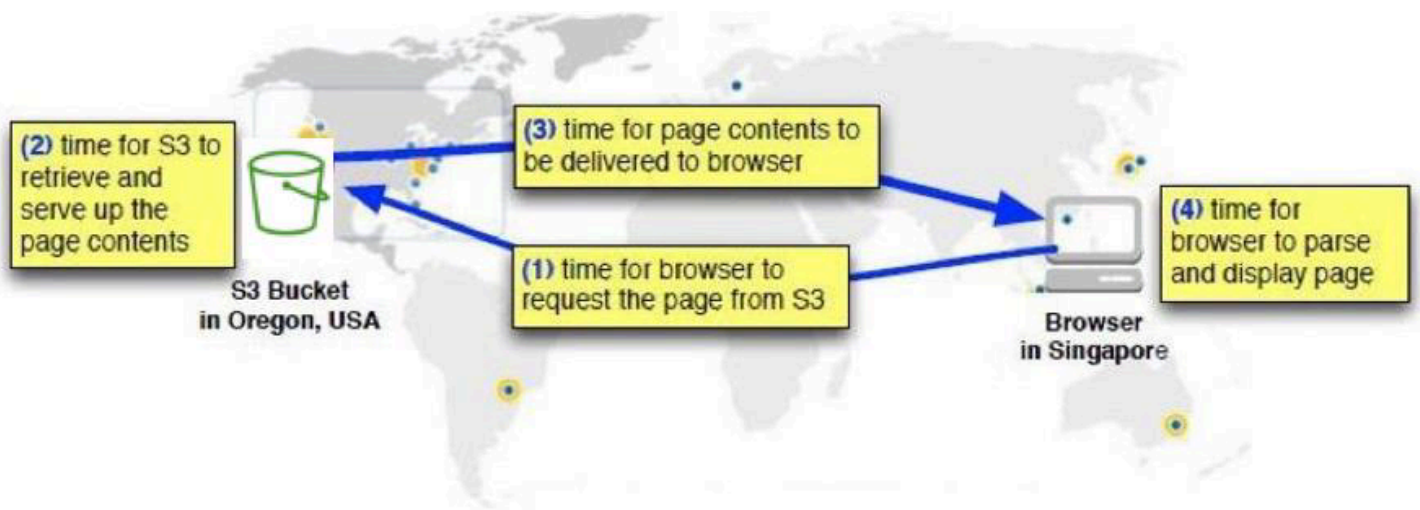 (2) time for S3 to
retrieve and
serve up the
page contents
S3 Bucket
in Oregon, USA
(3) time for page contents to
be delivered to browser
(1) time for browser to
request the page from S3
(4) time for
browser to parse
and display page
Browser
in Singapore